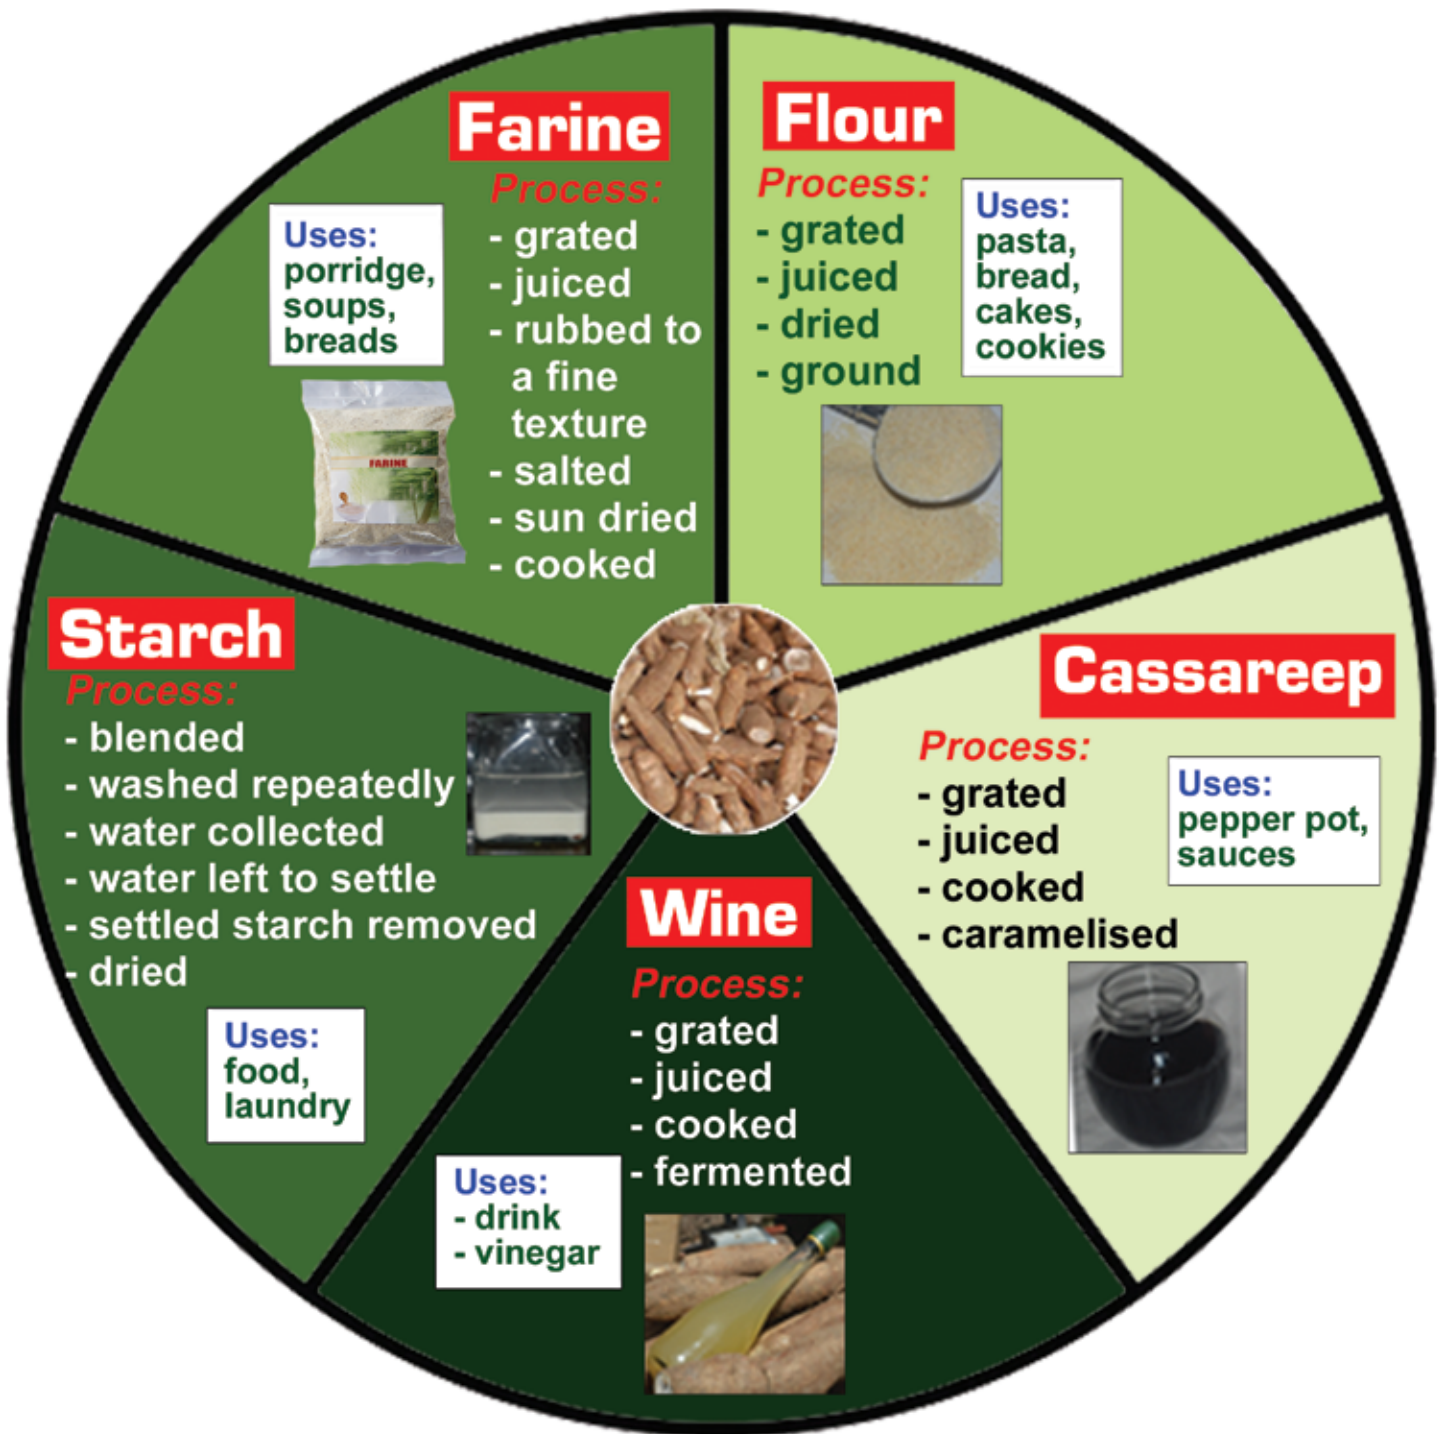 Farine
Process:
- grated
- juiced
- rubbed to
a fine
texture
- salted
- sun dried
- cooked
Uses:
porridge,
soups,
breads
FARINE
Flour
Process:
- grated
- juiced
- dried
- ground
Uses:
pasta,
bread,
cakes,
cookies
Cassareep
Process:
- grated
- juiced
- cooked
- caramelised
Uses:
pepper pot,
sauces
Wine
Process:
- grated
- juiced
- cooked
- fermented
Uses:
- drink
- vinegar
Starch
Process:
- blended
- washed repeatedly
- water collected
- water left to settle
- settled starch removed
- dried
Uses:
food,
laundry